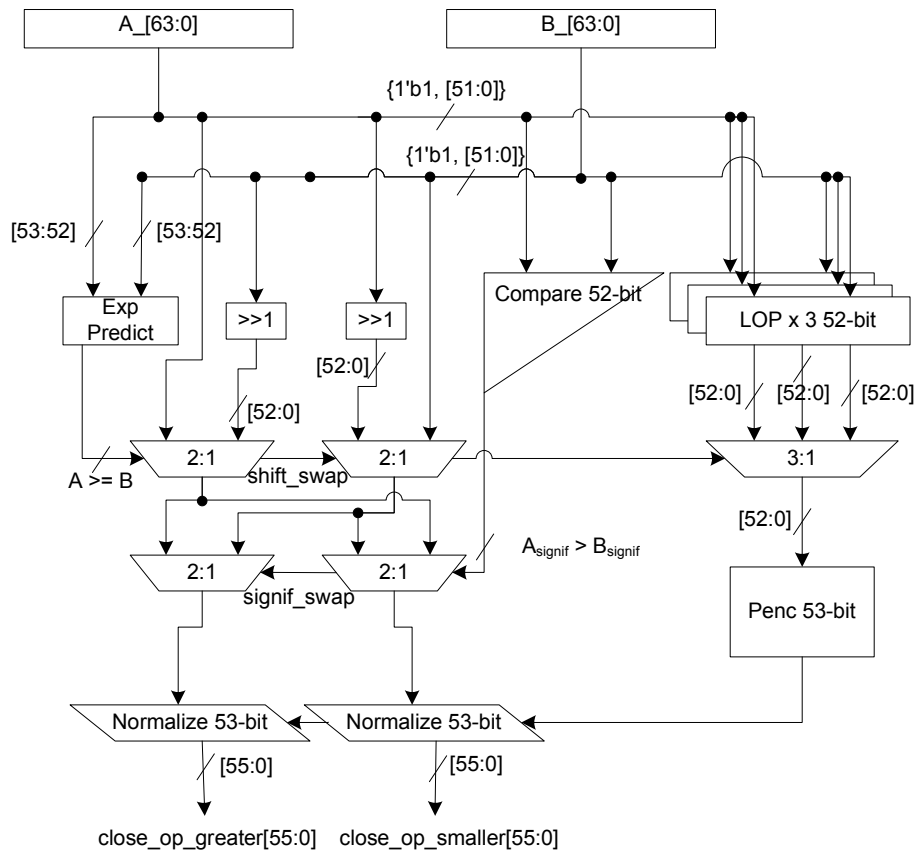 A_[63:0]
B_[63:0]
{1'b1, [51:0]}
{1'b1, [51:0]}
[53:52]
[53:52]
Exp
Predict
>>1
>>1
Compare 52-bit
LOP x 3 52-bit
[52:0]
[52:0]
[52:0]
[52:0]
[52:0]
A >= B
2:1
shift_swap
2:1
3:1
[52:0]
Asignif > Bsignif
2:1
signif_swap
2:1
Penc 53-bit
Normalize 53-bit
Normalize 53-bit
[55:0]
[55:0]
close_op_greater[55:0]
close_op_smaller[55:0]